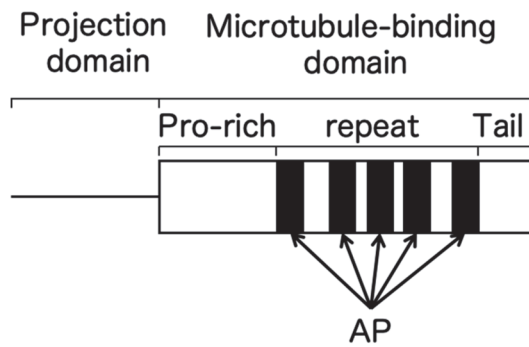 Projection
domain
Microtubule-binding
domain
Pro-rich
repeat
Tail
AP